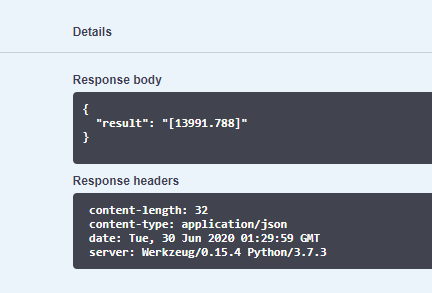 Details
Response body
{
  "result": "[13991.788]"
}
Response headers
content-length: 32
content-type: application/json
date: Tue, 30 Jun 2020 01:29:59 GMT
server: Werkzeug/0.15.4 Python/3.7.3